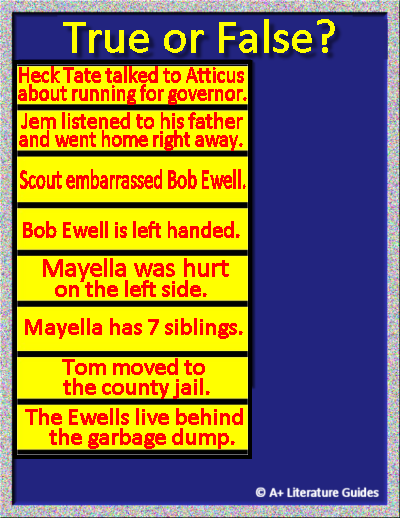 True or False?
Heck Tate talked to Atticus
about running for governor.
Jem listened to his father
and went home right away.
Scout embarrassed Bob Ewell.
Bob Ewell is left handed.
Mayella was hurt
on the left side.
Mayella has 7 siblings.
Tom moved to
the county jail.
The Ewells live behind
the garbage dump.
© A+ Literature Guides